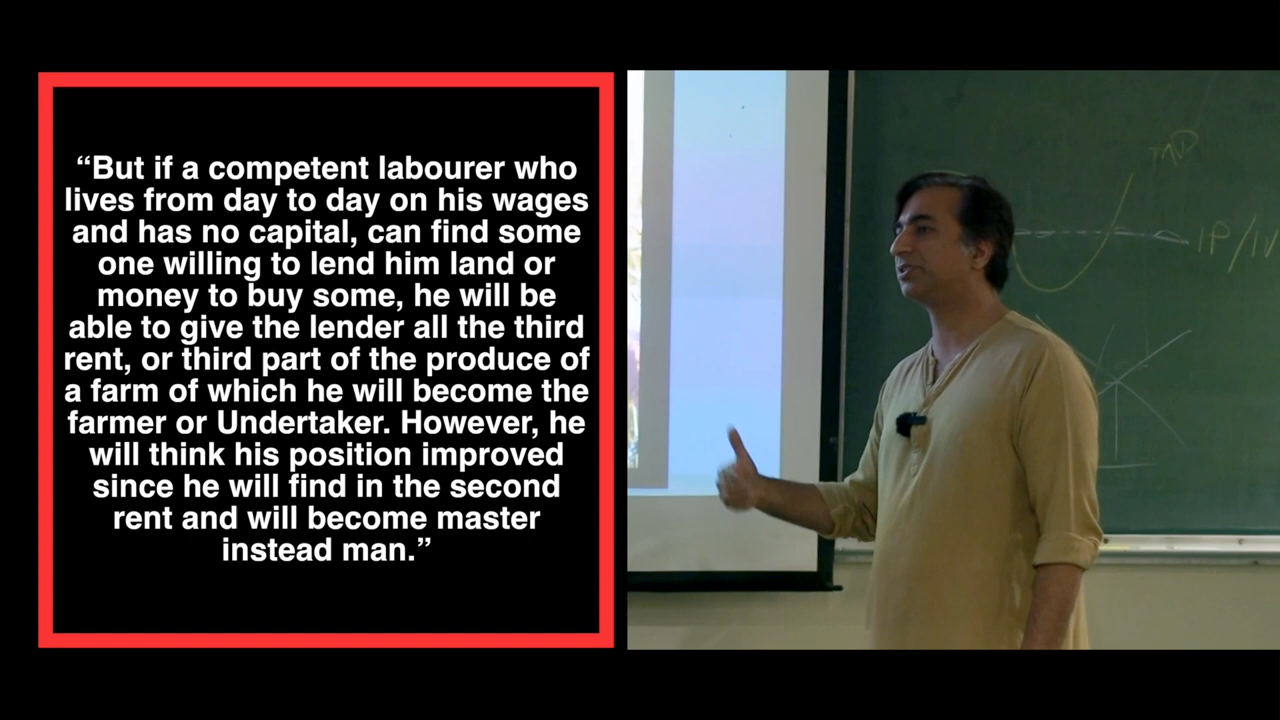 “But if a competent labourer who
lives from day to day on his wages
and has no capital, can find some
one willing to lend him land or
money to buy some, he will be
able to give the lender all the third
rent, or third part of the produce of
a farm of which he will become the
farmer or Undertaker. However, he
will think his position improved
since he will find in the second
rent and will become master
instead man.”